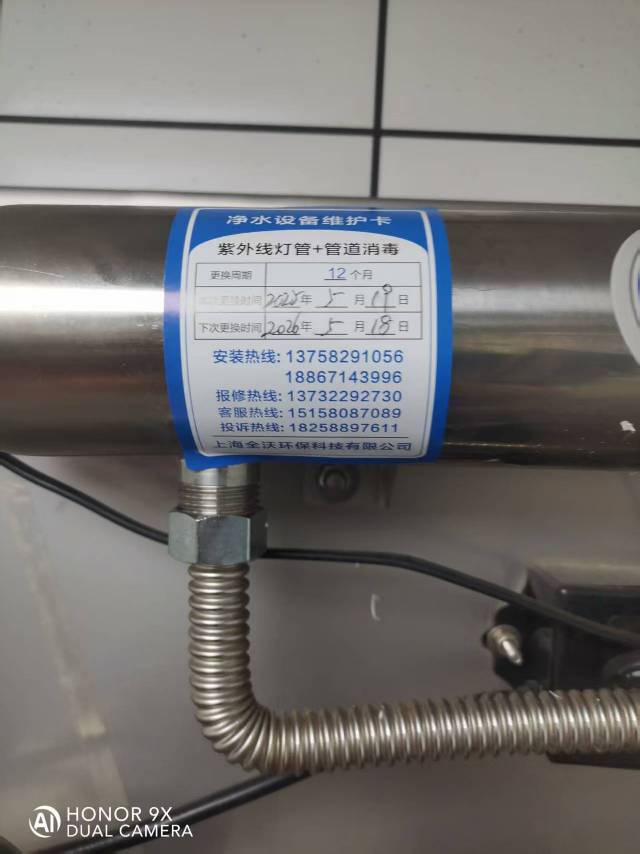 净水设备维护卡
紫外线灯管+管道消毒
更换周期 12 个月
本次更换时间 2025年 5 月 19 日
下次更换时间 2026年 5 月 18 日
安装热线: 13758291056
18867143996
报修热线: 13732292730
客服热线: 15158087089
投诉热线: 18258897611
上海全沃环保科技有限公司
HONOR 9X
DUAL CAMERA